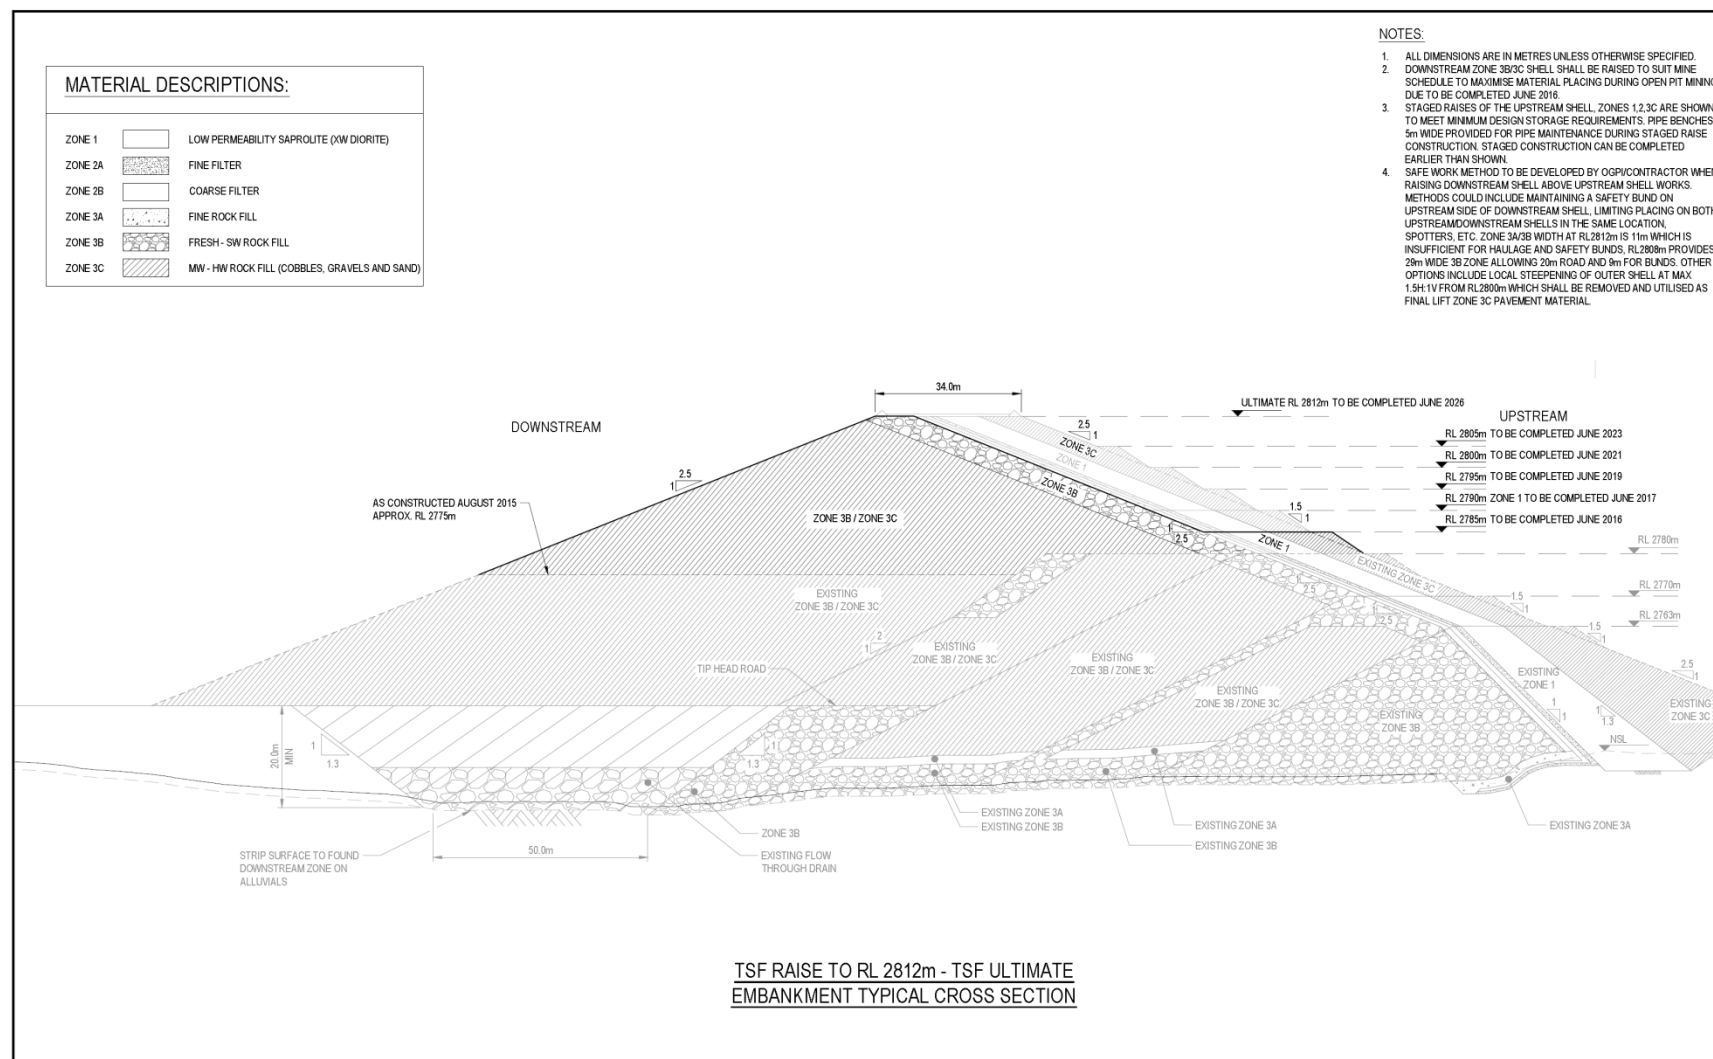 MATERIAL DESCRIPTIONS:
ZONE 1 LOW PERMEABILITY SAPROLITE (XW DIORITE)
ZONE 2A FINE FILTER
ZONE 2B COARSE FILTER
ZONE 3A FINE ROCK FILL
ZONE 3B FRESH - SW ROCK FILL
ZONE 3C MW - HW ROCK FILL (COBBLES, GRAVELS AND SAND)
NOTES:
1. ALL DIMENSIONS ARE IN METRES UNLESS OTHERWISE SPECIFIED.
2. DOWNSTREAM ZONE 3B/3C SHELL SHALL BE RAISED TO SUIT MINE
SCHEDULE TO MAXIMISE MATERIAL PLACING DURING OPEN PIT MINING
DUE TO BE COMPLETED JUNE 2016.
3. STAGED RAISES OF THE UPSTREAM SHELL, ZONES 1,2,3C ARE SHOWN
TO MEET MINIMUM DESIGN STORAGE REQUIREMENTS. PIPE BENCHES
5m WIDE PROVIDED FOR PIPE MAINTENANCE DURING STAGED RAISE
CONSTRUCTION. STAGED CONSTRUCTION CAN BE COMPLETED
EARLIER THAN SHOWN.
4. SAFE WORK METHOD TO BE DEVELOPED BY OGPI/CONTRACTOR WHEN
RAISING DOWNSTREAM SHELL ABOVE UPSTREAM SHELL WORKS.
METHODS COULD INCLUDE MAINTAINING A SAFETY BUND ON
UPSTREAM SIDE OF DOWNSTREAM SHELL, LIMITING PLACING ON BOTH
UPSTREAM/DOWNSTREAM SHELLS IN THE SAME LOCATION,
SPOTTERS, ETC. ZONE 3A/3B WIDTH AT RL2812m IS 11m WHICH IS
INSUFFICIENT FOR HAULAGE AND SAFETY BUNDS, RL2808m PROVIDES
29m WIDE 3B ZONE ALLOWING 20m ROAD AND 9m FOR BUNDS. OTHER
OPTIONS INCLUDE LOCAL STEEPENING OF OUTER SHELL AT MAX
1.5H:1V FROM RL2800m WHICH SHALL BE REMOVED AND UTILISED AS
FINAL LIFT ZONE 3C PAVEMENT MATERIAL.
34.0m
ULTIMATE RL 2812m TO BE COMPLETED JUNE 2026
DOWNSTREAM
UPSTREAM
RL 2805m TO BE COMPLETED JUNE 2023
RL 2800m TO BE COMPLETED JUNE 2021
RL 2795m TO BE COMPLETED JUNE 2019
RL 2790m ZONE 1 TO BE COMPLETED JUNE 2017
RL 2785m TO BE COMPLETED JUNE 2016
RL 2780m
RL 2770m
RL 2763m
2.5
1
ZONE 3C
ZONE 1
ZONE 3B
2.5
1
AS CONSTRUCTED AUGUST 2015
APPROX. RL 2775m
ZONE 3B / ZONE 3C
1.5
1
1
2.5
ZONE 1
EXISTING ZONE 3C
EXISTING
ZONE 3B / ZONE 3C
2.5
1.5
1
1
2.5
1.5
1
2
1
EXISTING
ZONE 3B / ZONE 3C
EXISTING
ZONE 3B / ZONE 3C
TIP HEAD ROAD
EXISTING
ZONE 3B / ZONE 3C
EXISTING
ZONE 1
2.5
1
EXISTING
ZONE 3B
1
1
1
1.3
EXISTING
ZONE 3C
NSL
20.0m
MIN
1
1.3
1
1.3
EXISTING ZONE 3A
EXISTING ZONE 3B
EXISTING ZONE 3A
EXISTING ZONE 3B
EXISTING ZONE 3A
ZONE 3B
50.0m
EXISTING FLOW
THROUGH DRAIN
STRIP SURFACE TO FOUND
DOWNSTREAM ZONE ON
ALLUVIALS
TSF RAISE TO RL 2812m - TSF ULTIMATE
EMBANKMENT TYPICAL CROSS SECTION